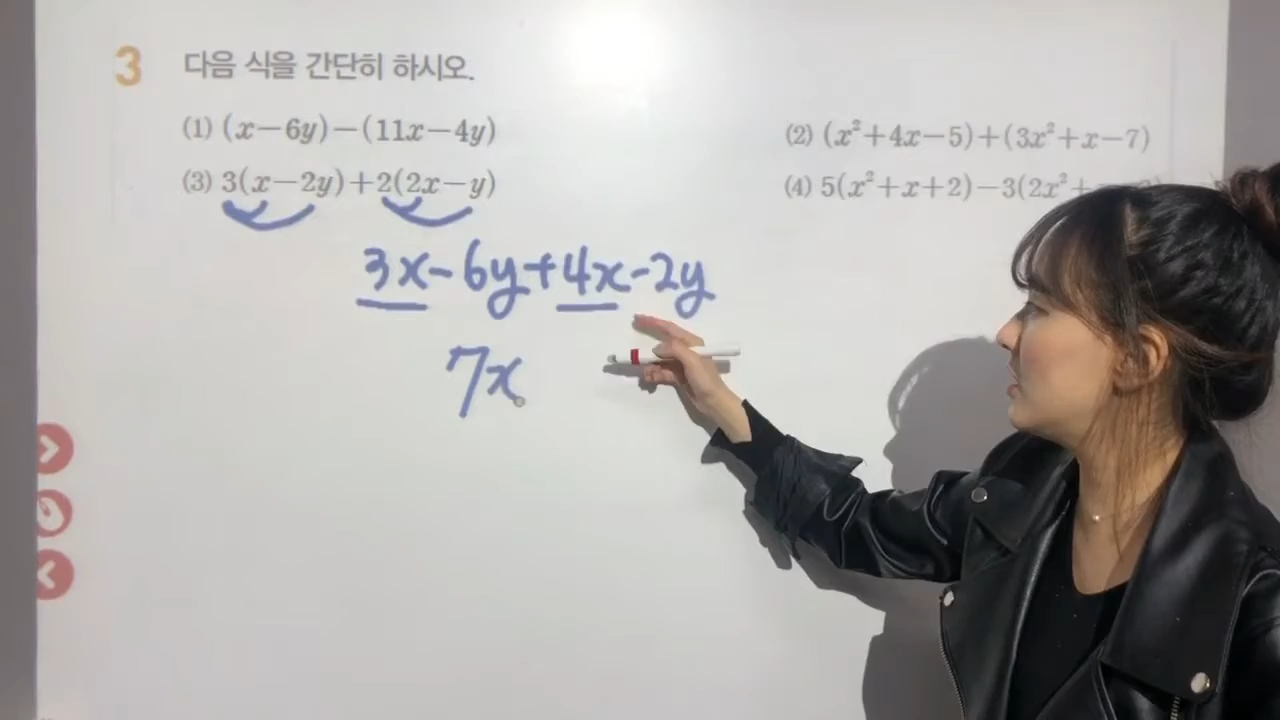 3 다음 식을 간단히 하시오.
(1) (x-6y)-(11x-4y)
(2) (x²+4x-5)+(3x²+x-7)
(3) 3(x-2y)+2(2x-y)
(4) 5(x²+x+2)-3(2x²+
3x-6y+4x-2y
7x